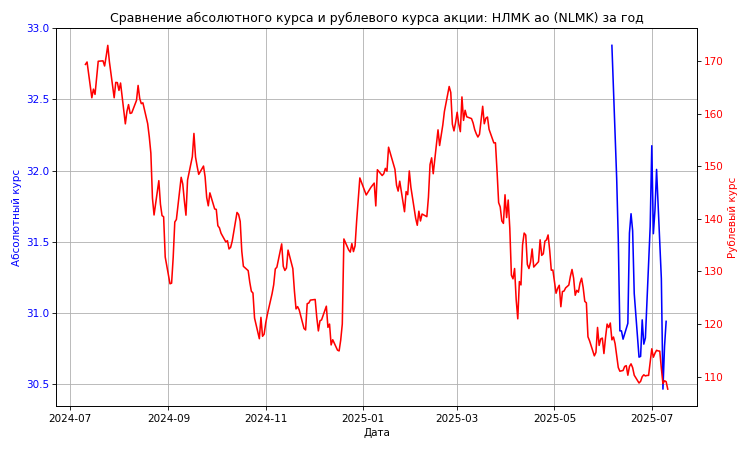 Сравнение абсолютного курса и рублевого курса акции: НЛМК ао (NLMK) за год
33.0
32.5
32.0
31.5
31.0
30.5
Абсолютный курс
170
160
150
140
130
120
110
Рублевый курс
2024-07 2024-09 2024-11 2025-01 2025-03 2025-05 2025-07
Дата